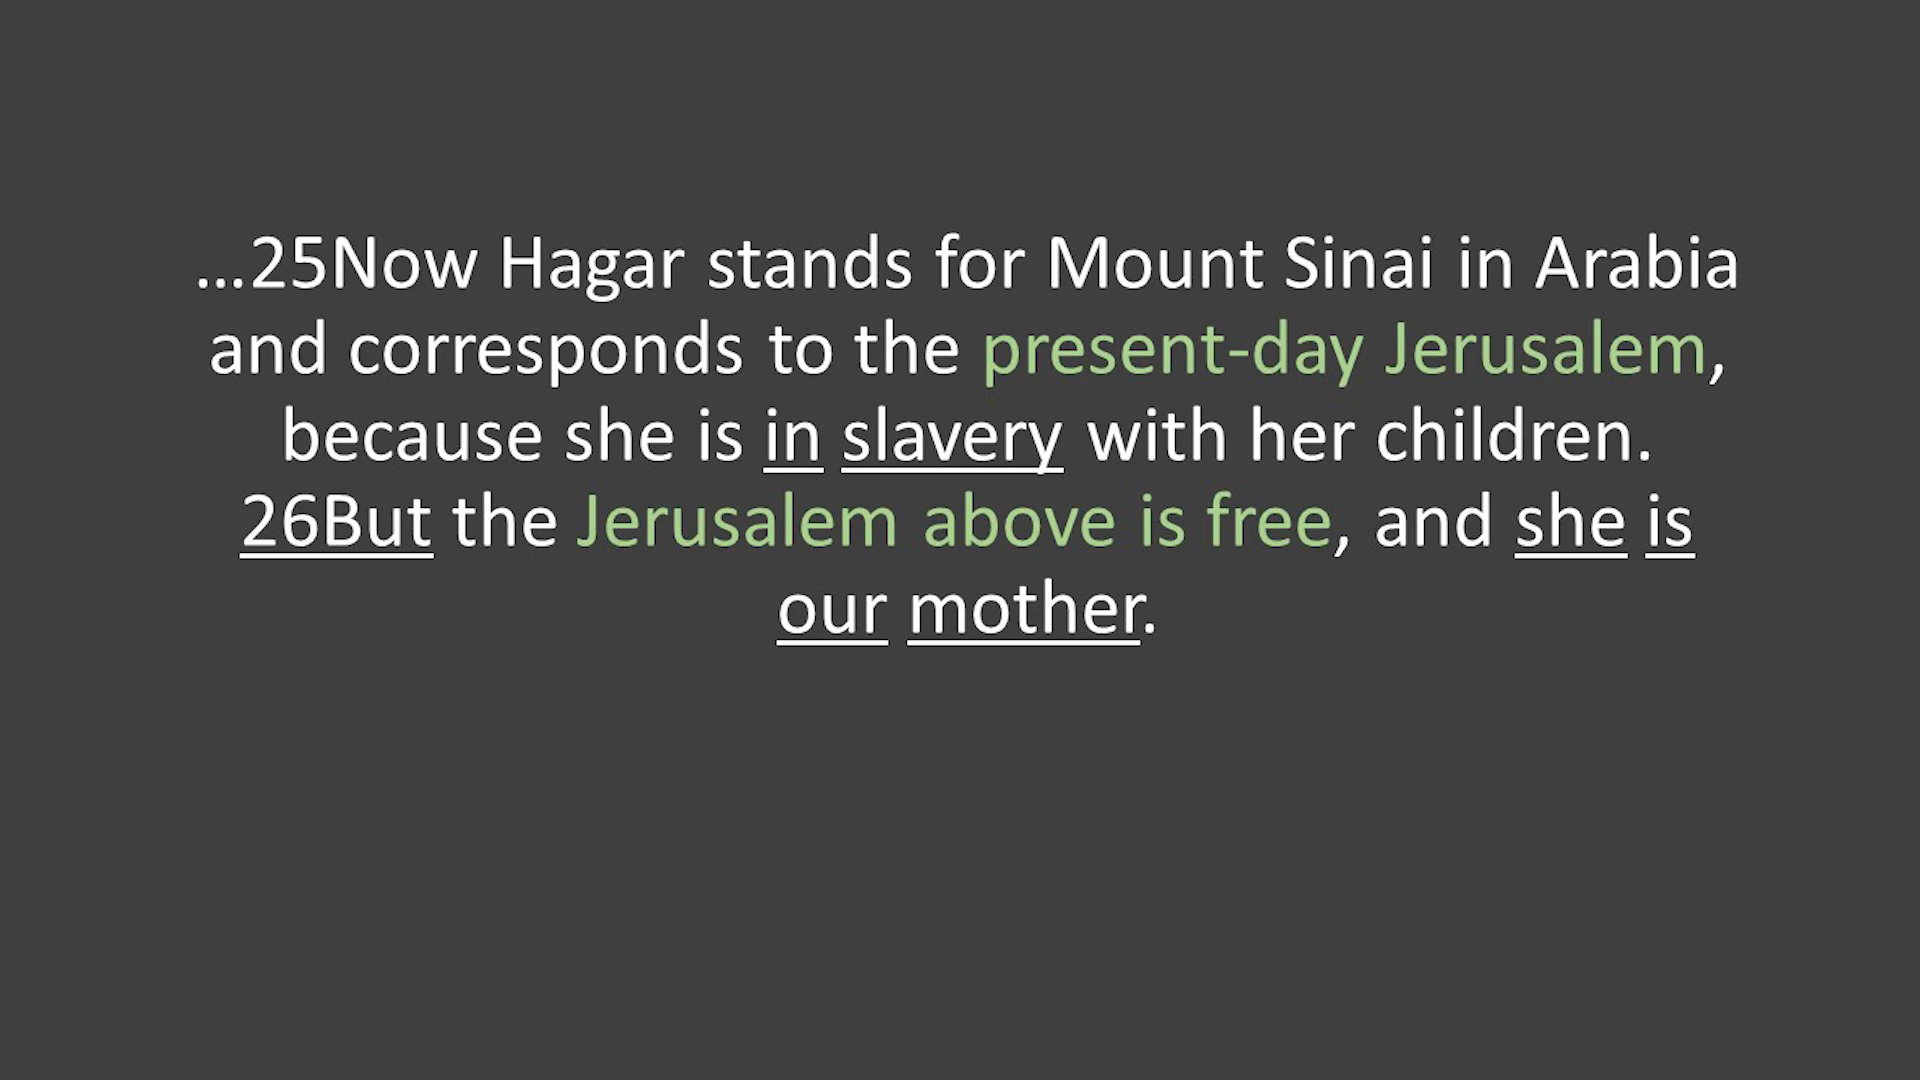 ...25Now Hagar stands for Mount Sinai in Arabia
and corresponds to the present-day Jerusalem,
because she is in slavery with her children.
26But the Jerusalem above is free, and she is
our mother.